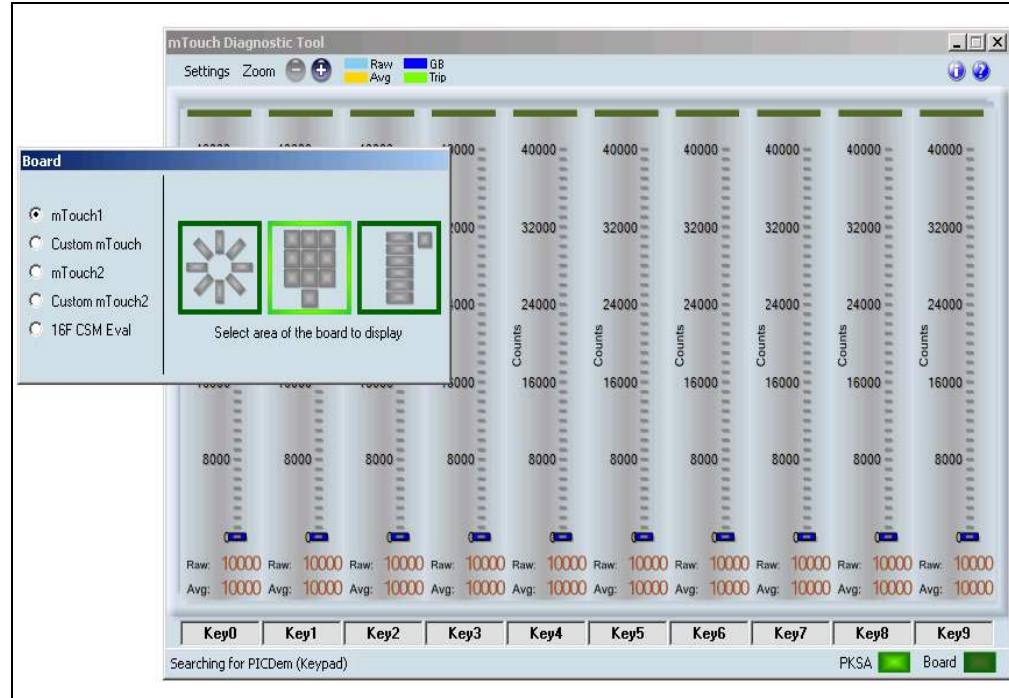 mTouch Diagnostic Tool
Settings Zoom Raw GB
Avg Trip
Board
mTouch1
Custom mTouch
mTouch2
Custom mTouch2
16F CSM Eval
Select area of the board to display
40000 40000 40000 40000 40000 40000
32000 32000 32000 32000 32000 32000
24000 24000 24000 24000 24000 24000
Counts Counts Counts Counts Counts Counts
16000 16000 16000 16000 16000 16000
8000 8000 8000 8000 8000 8000 8000 8000 8000 8000
Raw: 10000 Raw: 10000 Raw: 10000 Raw: 10000 Raw: 10000 Raw: 10000 Raw: 10000 Raw: 10000 Raw: 10000 Raw: 10000
Avg: 10000 Avg: 10000 Avg: 10000 Avg: 10000 Avg: 10000 Avg: 10000 Avg: 10000 Avg: 10000 Avg: 10000 Avg: 10000
Key0 Key1 Key2 Key3 Key4 Key5 Key6 Key7 Key8 Key9
Searching for PICDem (Keypad) PKSA Board